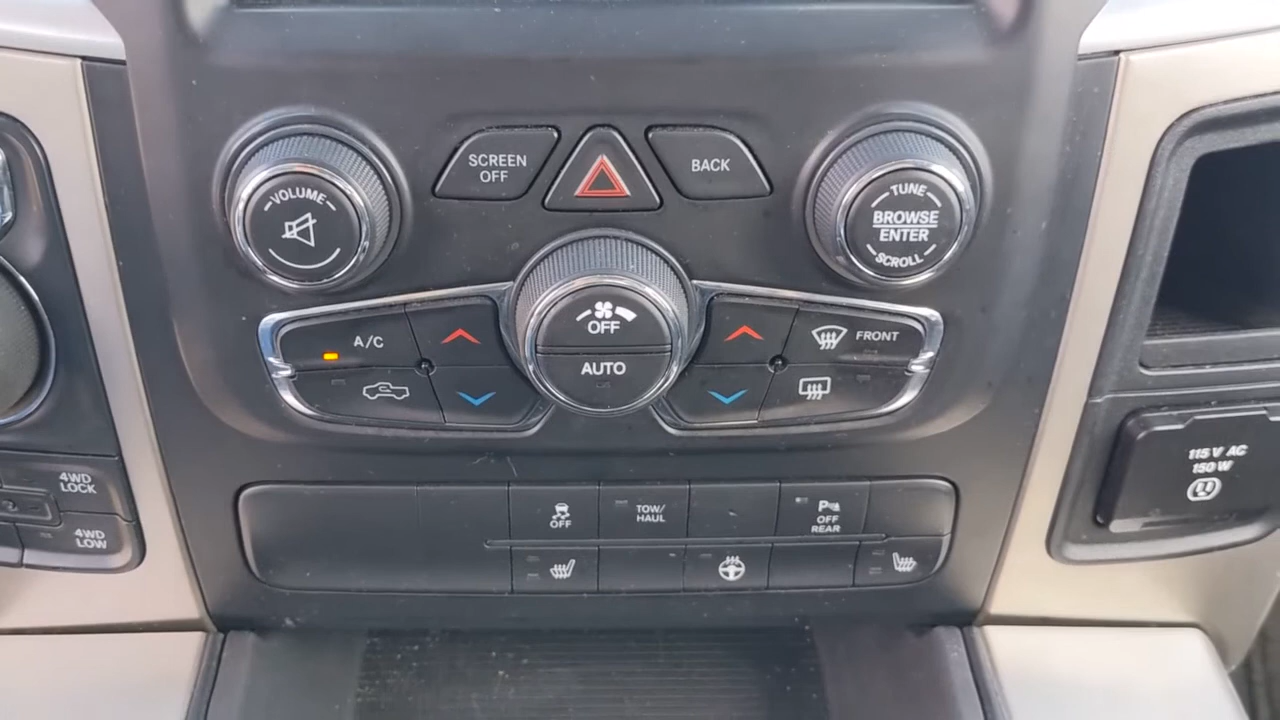 SCREEN
OFF
BACK
VOLUME
TUNE
BROWSE
ENTER
SCROLL
OFF
AUTO
A/C
FRONT
4WD
LOCK
4WD
LOW
OFF
TOW/
HAUL
OFF
REAR
115 V AC
150 W